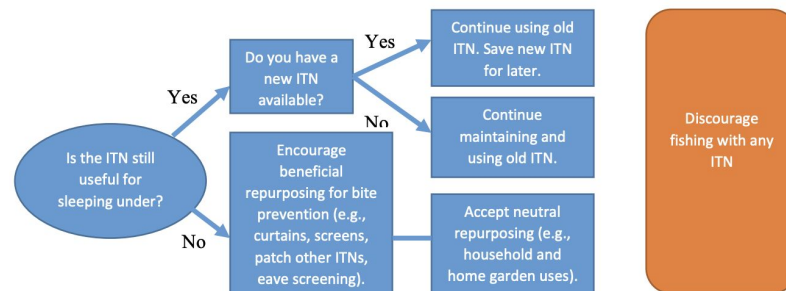 Is the ITN still
useful for
sleeping under?
Yes
No
Do you have a
new ITN
available?
Yes
No
Continue using old
ITN. Save new ITN
for later.
Continue
maintaining and
using old ITN.
Encourage
beneficial
repurposing for bite
prevention (e.g.,
curtains, screens,
patch other ITNs,
eave screening).
Accept neutral
repurposing (e.g.,
household and
home garden uses).
Discourage
fishing with any
ITN